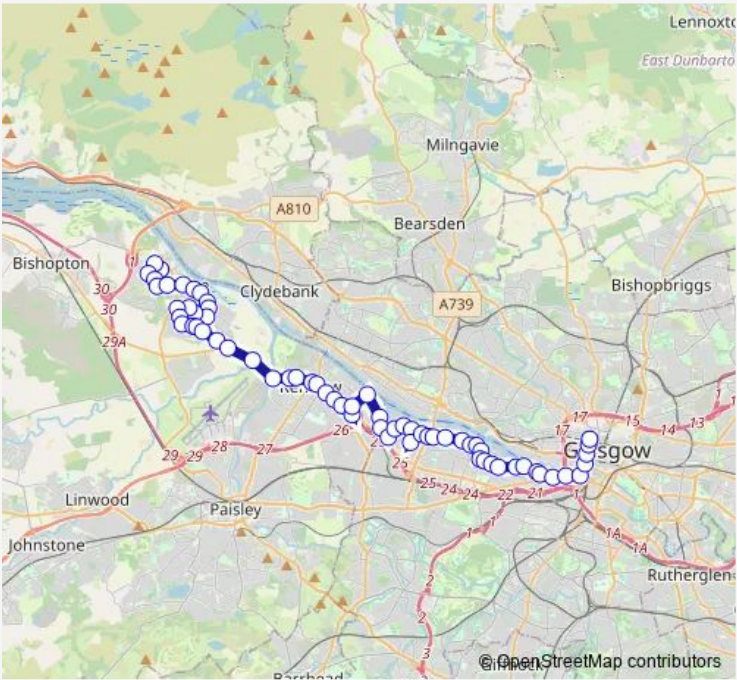 Lennoxto
East Dunbarto
Milngavie
A810
Bearsden
Bishopton
1
Clydebank
Bishopbriggs
30
A739
30
29A
17
15
14
13
17
Glasgow
26
29
29
28
27
25
25
24
24
22
21
1
Linwood
Paisley
1A
1A
Johnstone
1
1
2
Rutherglen
2
3
Barrhead
© OpenStreetMap contributors